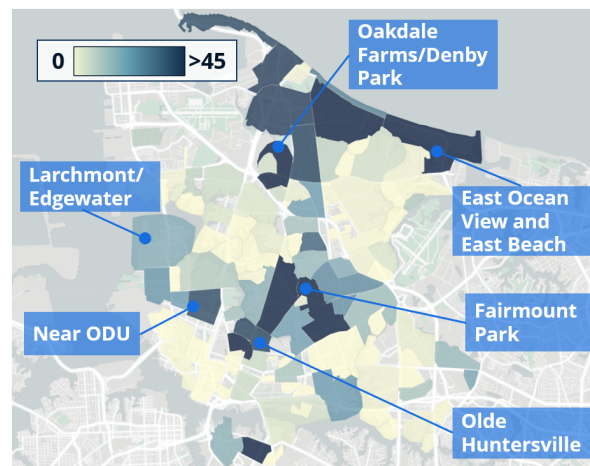 0
>45
Oakdale
Farms/Denby
Park
Larchmont/
Edgewater
East Ocean
View and
East Beach
Near ODU
Fairmount
Park
Olde
Huntersville